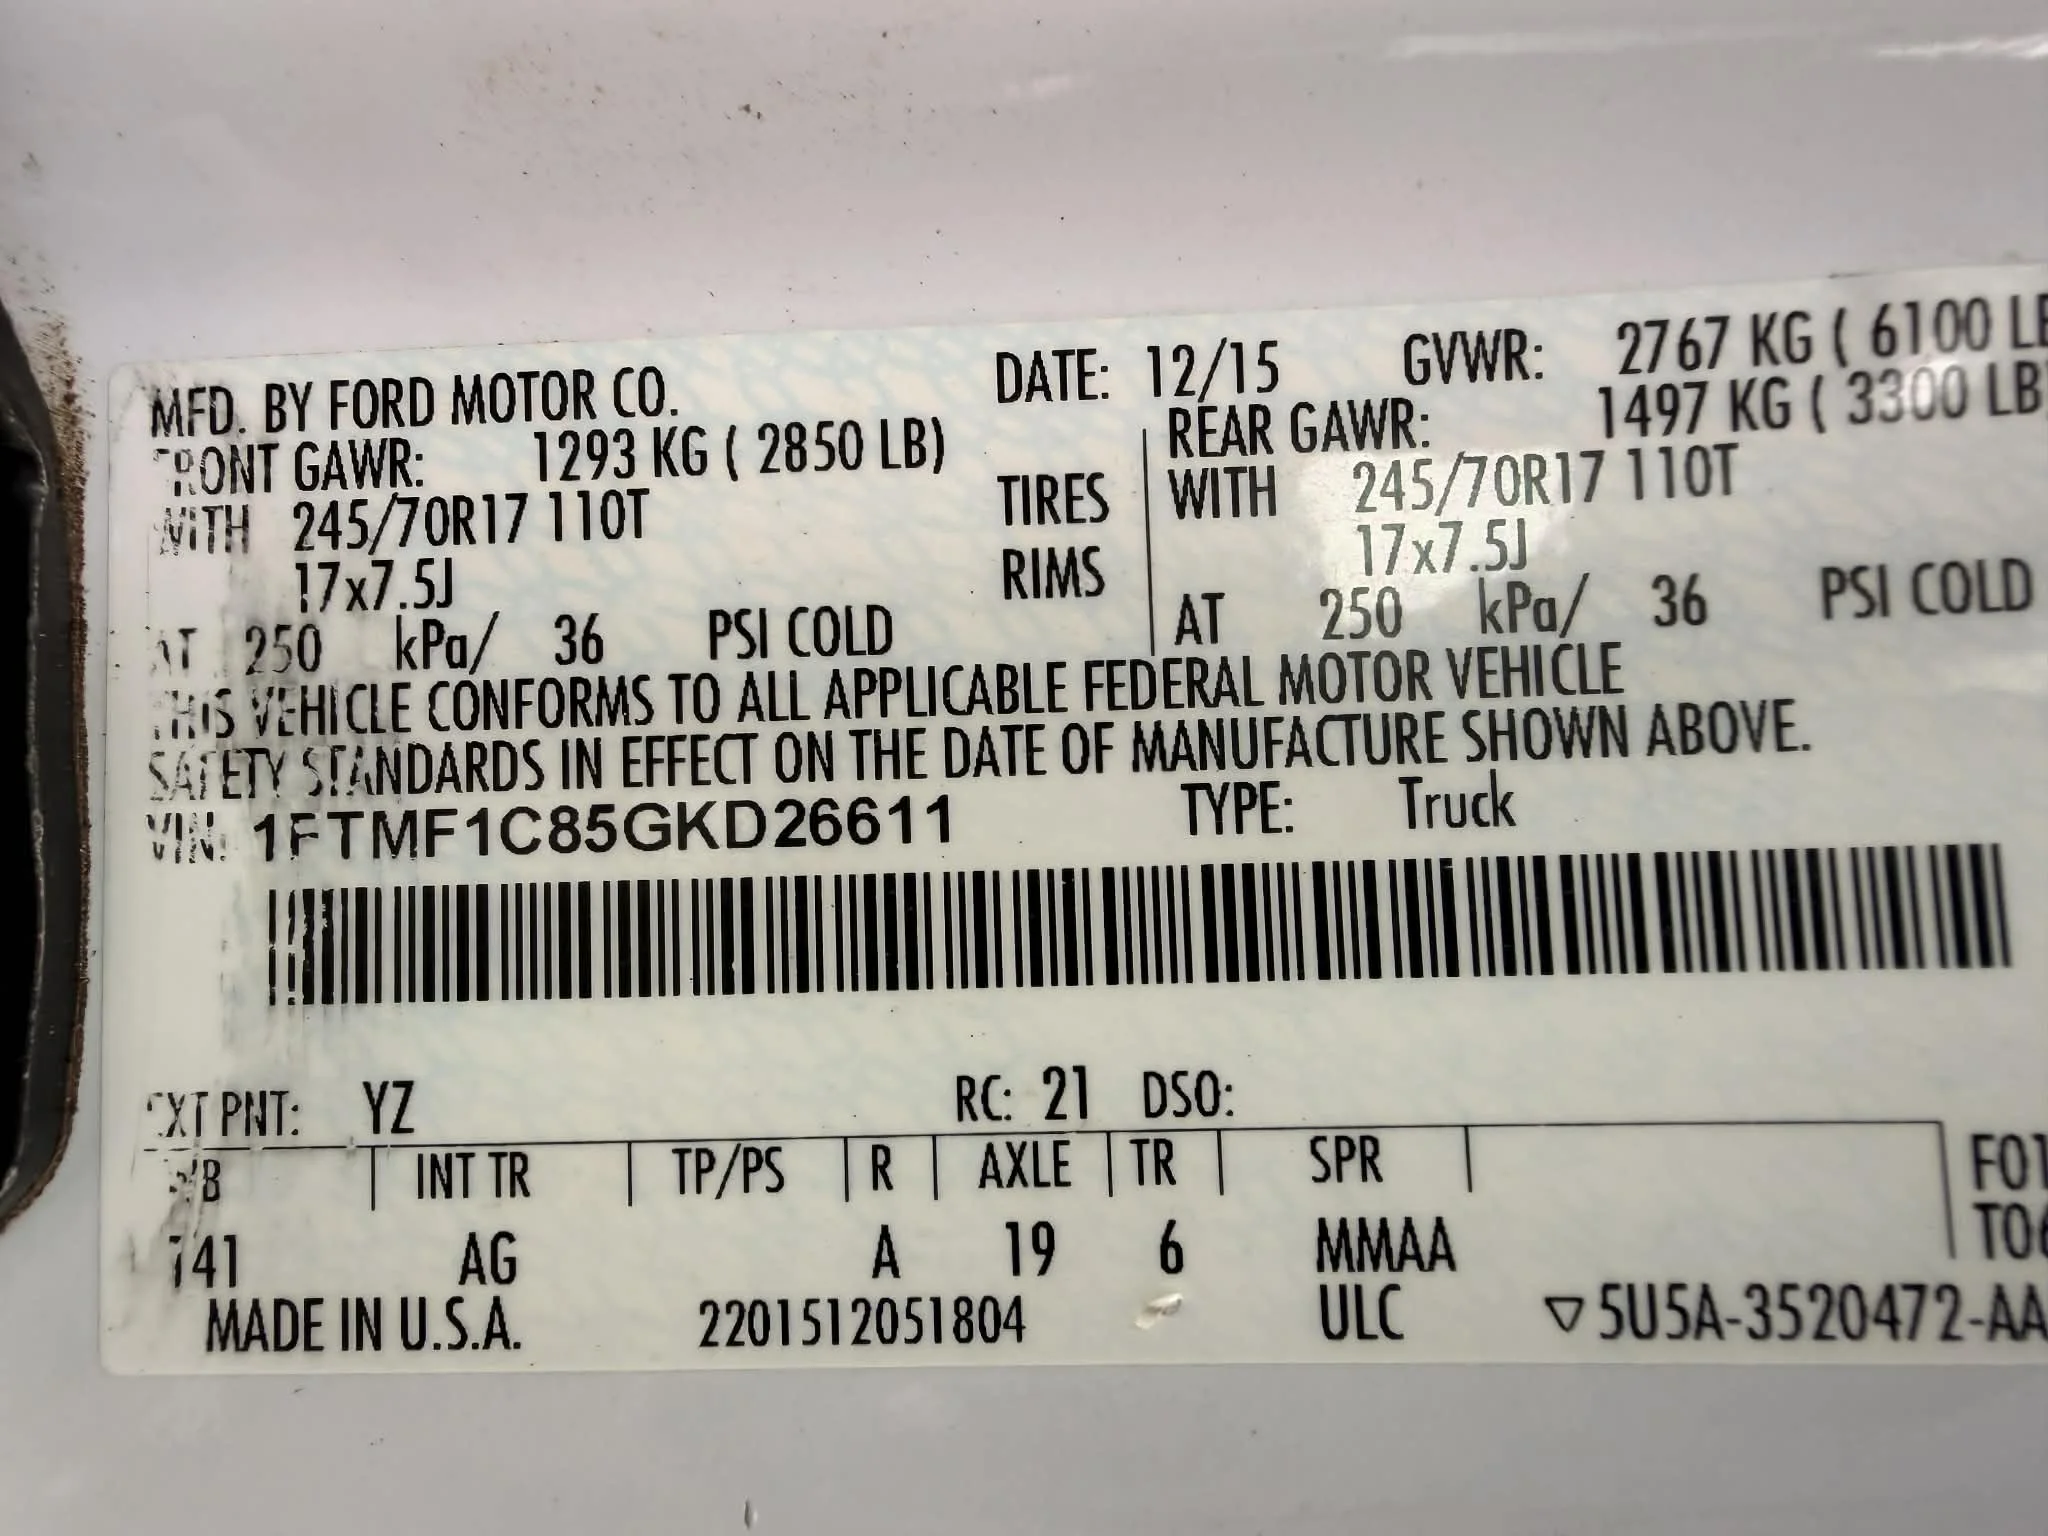 MFD. BY FORD MOTOR CO. DATE: 12/15 GVWR: 2767 KG ( 6100 LB
FRONT GAWR: 1293 KG ( 2850 LB) REAR GAWR: 1497 KG ( 3300 LB)
WITH 245/70R17 110T TIRES WITH 245/70R17 110T
17x7.5J RIMS 17x7.5J
AT 250 kPa/ 36 PSI COLD AT 250 kPa/ 36 PSI COLD
THIS VEHICLE CONFORMS TO ALL APPLICABLE FEDERAL MOTOR VEHICLE
SAFETY STANDARDS IN EFFECT ON THE DATE OF MANUFACTURE SHOWN ABOVE.
VIN: 1FTMF1C85GKD26611 TYPE: Truck
EXT PNT: YZ RC: 21 DSO:
WB INT TR TP/PS R AXLE TR SPR F01
T06
141 AG A 19 6 MMAA
MADE IN U.S.A. 2201512051804 ULC ▽5U5A-3520472-AA